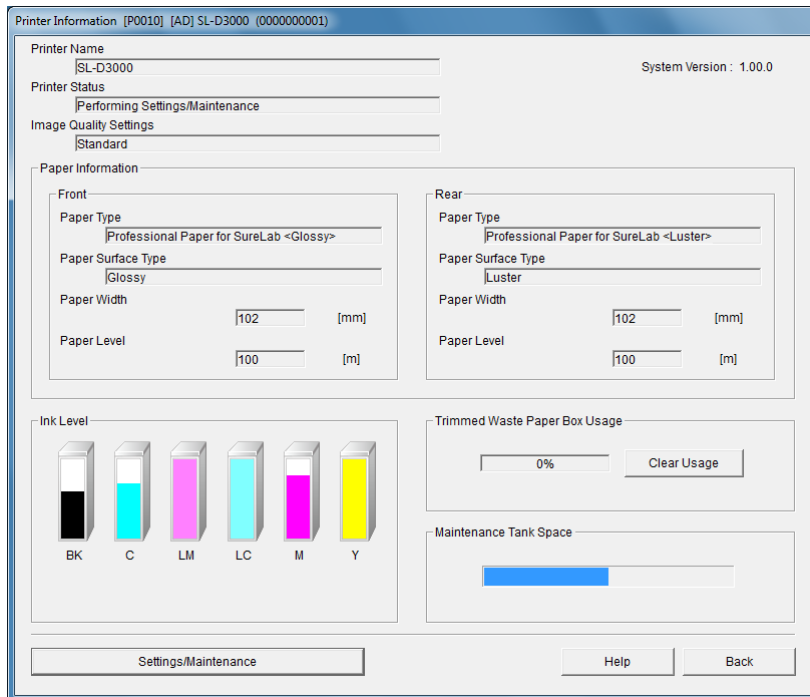 Printer Information [P0010] [AD] SL-D3000 (0000000001)
Printer Name
SL-D3000
System Version : 1.00.0
Printer Status
Performing Settings/Maintenance
Image Quality Settings
Standard
Paper Information
Front
Paper Type
Professional Paper for SureLab <Glossy>
Paper Surface Type
Glossy
Paper Width
102 [mm]
Paper Level
100 [m]
Rear
Paper Type
Professional Paper for SureLab <Luster>
Paper Surface Type
Luster
Paper Width
102 [mm]
Paper Level
100 [m]
Ink Level
BK C LM LC M Y
Trimmed Waste Paper Box Usage
0% Clear Usage
Maintenance Tank Space
Settings/Maintenance Help Back